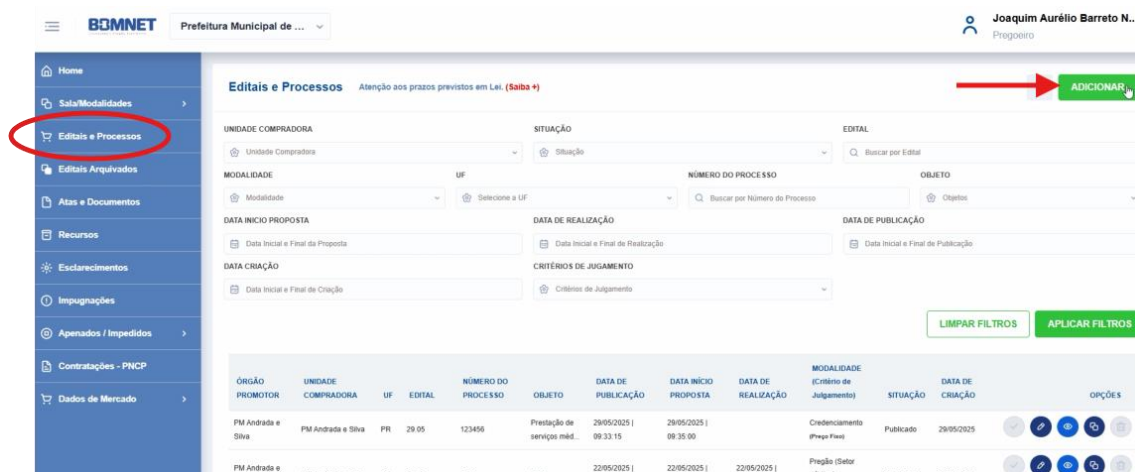 BBMNET
Prefeitura Municipal de ...
Joaquim Aurélio Barreto N...
Pregoeiro
Home
Sala/Modalidades
Editais e Processos
Editais Arquivados
Atas e Documentos
Recursos
Esclarecimentos
Impugnações
Apenados / Impedidos
Contratações - PNCP
Dados de Mercado
Editais e Processos Atenção aos prazos previstos em Lei. (Saiba +)
ADICIONAR
UNIDADE COMPRADORA SITUAÇÃO EDITAL
Unidade Compradora Situação Buscar por Edital
MODALIDADE UF NÚMERO DO PROCESSO OBJETO
Modalidade Selecione a UF Buscar por Número do Processo Objetos
DATA INICIO PROPOSTA DATA DE REALIZAÇÃO DATA DE PUBLICAÇÃO
Data Inicial e Final da Proposta Data Inicial e Final de Realização Data Inicial e Final de Publicação
DATA CRIAÇÃO CRITÉRIOS DE JUGAMENTO
Data Inicial e Final de Criação Critérios de Julgamento
LIMPAR FILTROS APLICAR FILTROS
MODALIDADE
ÓRGÃO UNIDADE NÚMERO DO DATA DE DATA INÍCIO DATA DE (Critério de DATA DE
PROMOTOR COMPRADORA UF EDITAL PROCESSO OBJETO PUBLICAÇÃO PROPOSTA REALIZAÇÃO Julgamento) SITUAÇÃO CRIAÇÃO OPÇÕES
PM Andrada e Prestação de 29/05/2025 | 29/05/2025 | Credenciamento
Silva PM Andrada e Silva PR 29.05 123456 serviços méd... 09:33:15 09:35:00 (Preço Fixo) Publicado 29/05/2025
Pregão (Setor
PM Andrada e 22/05/2025 | 22/05/2025 | 22/05/2025 |